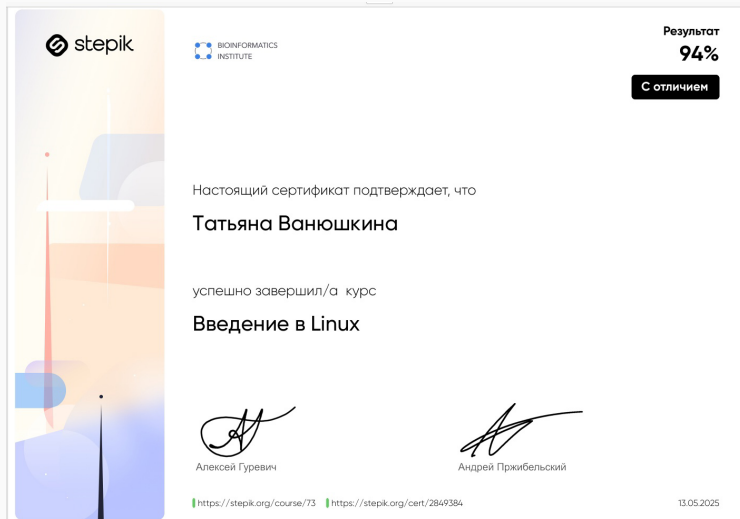 stepik
BIOINFORMATICS
INSTITUTE
Результат
94%
С отличием
Настоящий сертификат подтверждает, что
Татьяна Ванюшкина
успешно завершил/а курс
Введение в Linux
Алексей Гуревич
Андрей Пржибельский
https://stepik.org/course/73 https://stepik.org/cert/2849384
13.05.2025